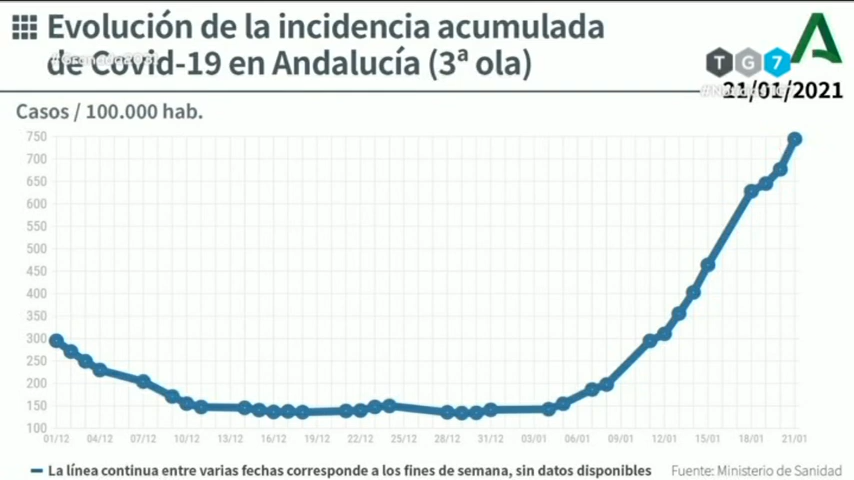 Evolución de la incidencia acumulada
de Covid-19 en Andalucía (3ª ola)
TG7
21/01/2021
Casos / 100.000 hab.
750
700
650
600
550
500
450
400
350
300
250
200
150
100
01/12 04/12 07/12 10/12 13/12 16/12 19/12 22/12 25/12 28/12 31/12 03/01 06/01 09/01 12/01 15/01 18/01 21/01
La línea continua entre varias fechas corresponde a los fines de semana, sin datos disponibles
Fuente: Ministerio de Sanidad